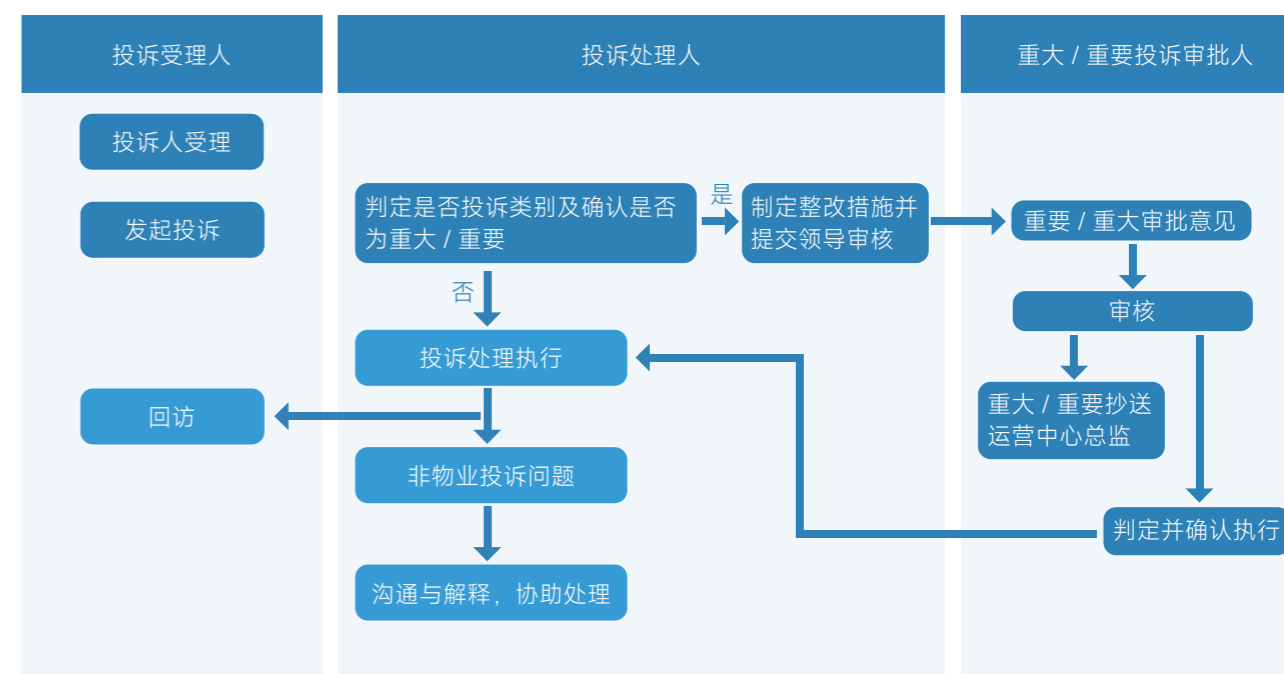 投诉受理人
投诉处理人
重大 / 重要投诉审批人
投诉人受理
发起投诉
判定是否投诉类别及确认是否
为重大 / 重要
是
制定整改措施并
提交领导审核
重要 / 重大审批意见
否
审核
投诉处理执行
回访
重大 / 重要抄送
运营中心总监
非物业投诉问题
判定并确认执行
沟通与解释，协助处理